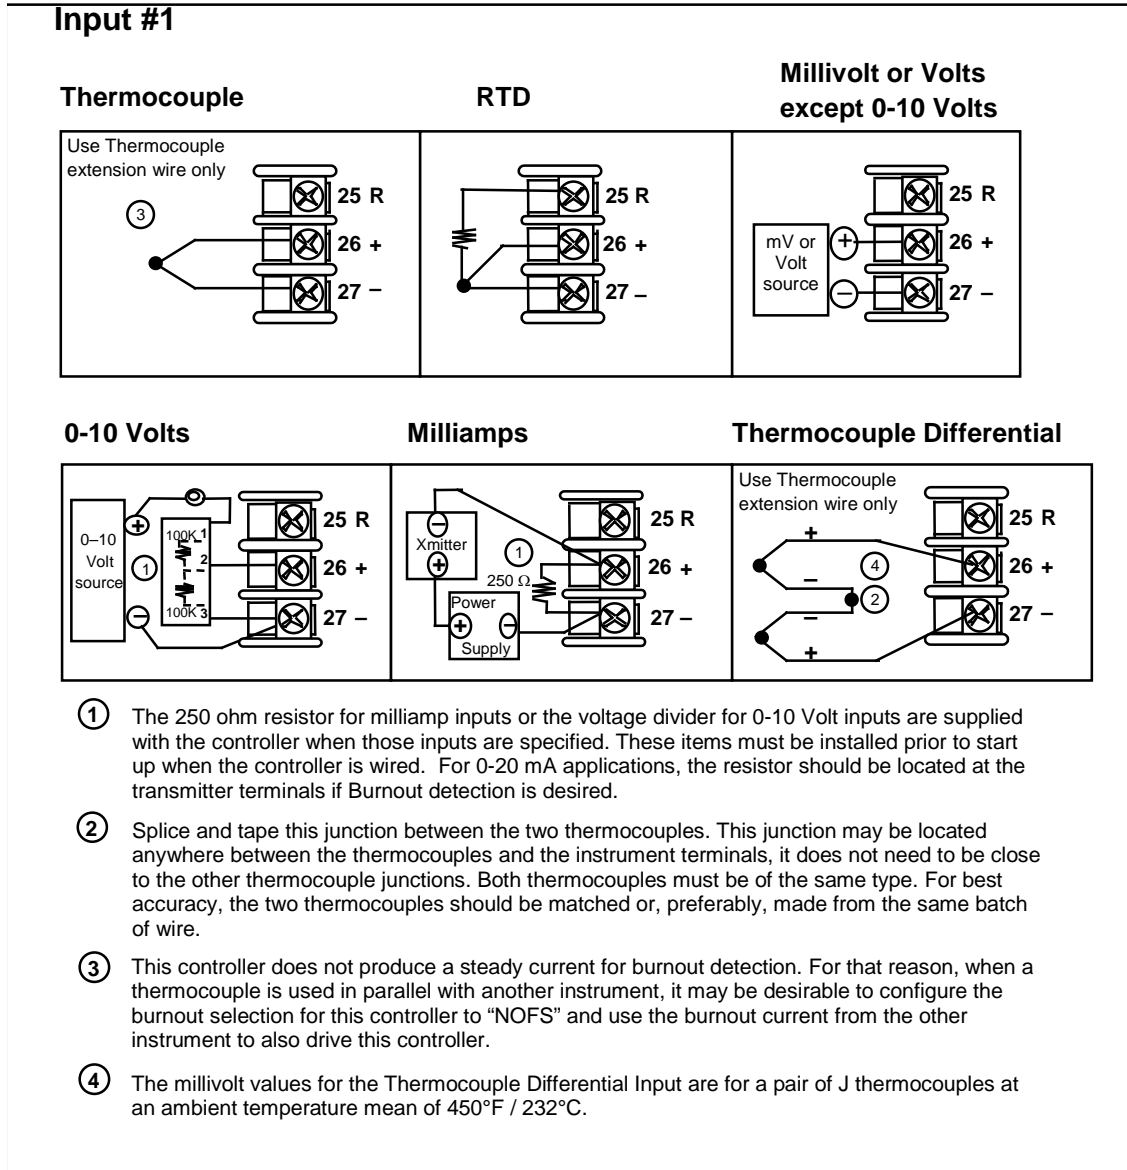 Input #1
Thermocouple
RTD
Millivolt or Volts
except 0-10 Volts
Use Thermocouple
extension wire only
3
25 R
26 +
27 –
25 R
26 +
27 –
mV or
Volt
source
+
–
25 R
26 +
27 –
0-10 Volts
Milliamps
Thermocouple Differential
0–10
Volt
source
+
–
1
100K 1
2
100K 3
25 R
26 +
27 –
–
Xmitter
+
1
250 Ω
Power
+ –
Supply
25 R
26 +
27 –
Use Thermocouple
extension wire only
+
–
4
2
–
+
25 R
26 +
27 –
1 The 250 ohm resistor for milliamp inputs or the voltage divider for 0-10 Volt inputs are supplied
with the controller when those inputs are specified. These items must be installed prior to start
up when the controller is wired.  For 0-20 mA applications, the resistor should be located at the
transmitter terminals if Burnout detection is desired.
2 Splice and tape this junction between the two thermocouples. This junction may be located
anywhere between the thermocouples and the instrument terminals, it does not need to be close
to the other thermocouple junctions. Both thermocouples must be of the same type. For best
accuracy, the two thermocouples should be matched or, preferably, made from the same batch
of wire.
3 This controller does not produce a steady current for burnout detection. For that reason, when a
thermocouple is used in parallel with another instrument, it may be desirable to configure the
burnout selection for this controller to “NOFS” and use the burnout current from the other
instrument to also drive this controller.
4 The millivolt values for the Thermocouple Differential Input are for a pair of J thermocouples at
an ambient temperature mean of 450°F / 232°C.